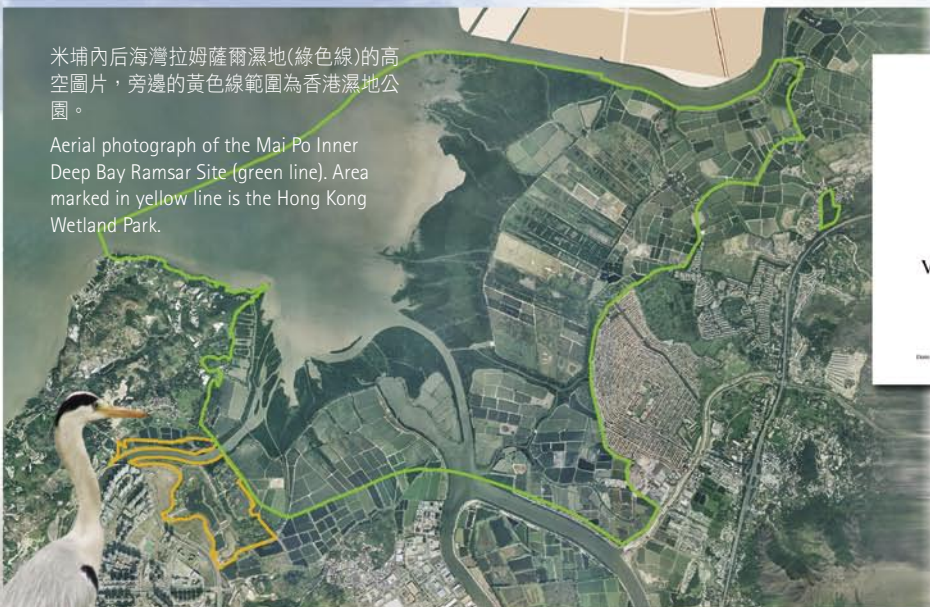 米埔內后海灣拉姆薩爾濕地(綠色線)的高
空圖片，旁邊的黃色線範圍為香港濕地公
園。
Aerial photograph of the Mai Po Inner
Deep Bay Ramsar Site (green line). Area
marked in yellow line is the Hong Kong
Wetland Park.